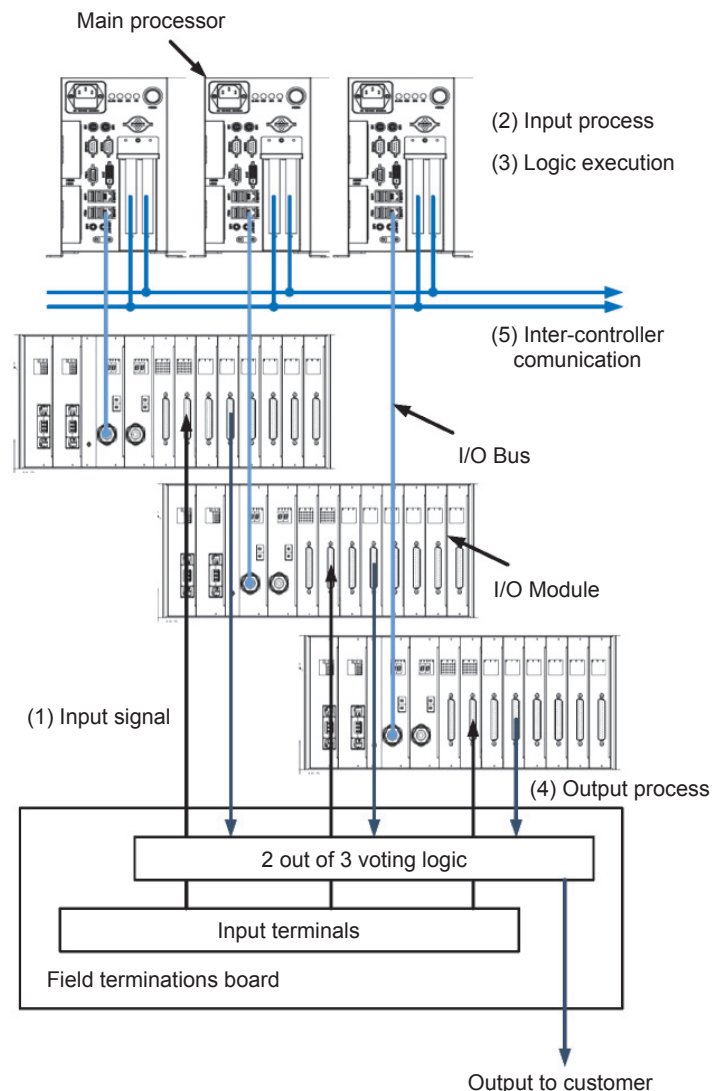 Main processor
(2) Input process
(3) Logic execution
(5) Inter-controller
comunication
I/O Bus
I/O Module
(1) Input signal
(4) Output process
2 out of 3 voting logic
Input terminals
Field terminations board
Output to customer